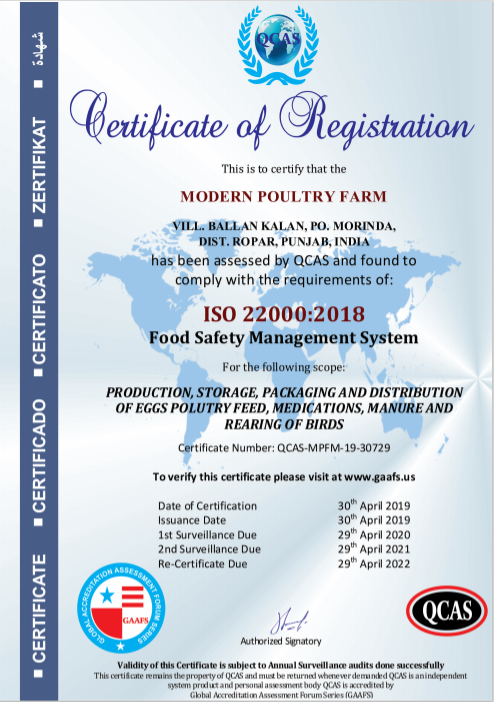 QCAS
شهادة ■ ZERTIFIKAT ■ CERTIFICATO ■ CERTIFICADO ■ CERTIFICATE ■
Certificate of Registration
This is to certify that the
MODERN POULTRY FARM
VILL. BALLAN KALAN, PO. MORINDA,
DIST. ROPAR, PUNJAB, INDIA
has been assessed by QCAS and found to
comply with the requirements of:
ISO 22000:2018
Food Safety Management System
For the following scope:
PRODUCTION, STORAGE, PACKAGING AND DISTRIBUTION
OF EGGS POLUTRY FEED, MEDICATIONS, MANURE AND
REARING OF BIRDS
Certificate Number: QCAS-MPFM-19-30729
To verify this certificate please visit at www.gaafs.us
Date of Certification 30th April 2019
Issuance Date 30th April 2019
1st Surveillance Due 29th April 2020
2nd Surveillance Due 29th April 2021
Re-Certificate Due 29th April 2022
GLOBAL ACCREDITATION ASSESSMENT FORUM SERIES
GAAFS
QCAS
Authorized Signatory
Validity of this Certificate is subject to Annual Surveillance audits done successfully
This certificate remains the property of QCAS and must be returned whenever demanded QCAS is an independent
system product and personal assessment body QCAS is accredited by
Global Accreditation Assessment Forum Series (GAAFS)